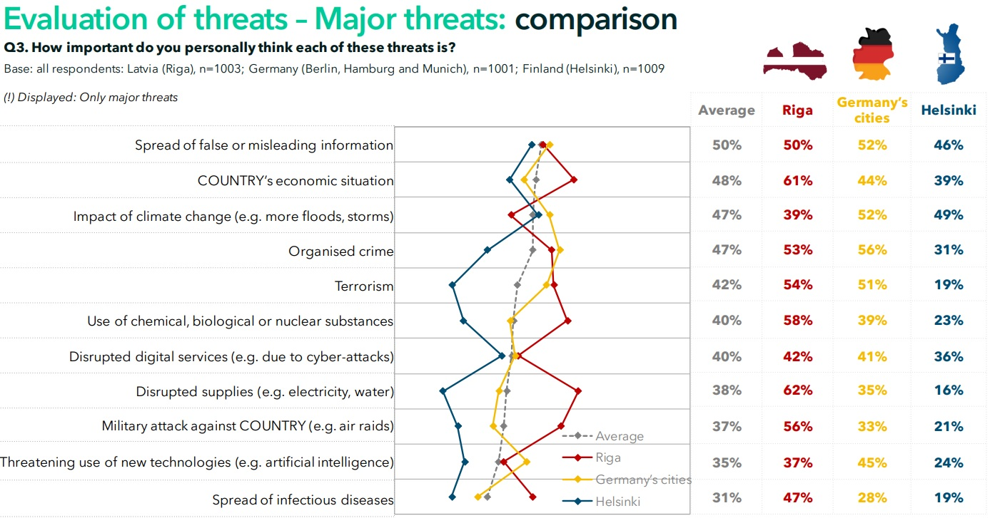 Evaluation of threats – Major threats: comparison
Q3. How important do you personally think each of these threats is?
Base: all respondents: Latvia (Riga), n=1003; Germany (Berlin, Hamburg and Munich), n=1001; Finland (Helsinki), n=1009
(!) Displayed: Only major threats
Average Riga Germany's cities Helsinki
Spread of false or misleading information 50% 50% 52% 46%
COUNTRY's economic situation 48% 61% 44% 39%
Impact of climate change (e.g. more floods, storms) 47% 39% 52% 49%
Organised crime 47% 53% 56% 31%
Terrorism 42% 54% 51% 19%
Use of chemical, biological or nuclear substances 40% 58% 39% 23%
Disrupted digital services (e.g. due to cyber-attacks) 40% 42% 41% 36%
Disrupted supplies (e.g. electricity, water) 38% 62% 35% 16%
Military attack against COUNTRY (e.g. air raids) 37% 56% 33% 21%
Threatening use of new technologies (e.g. artificial intelligence) 35% 37% 45% 24%
Spread of infectious diseases 31% 47% 28% 19%
Average
Riga
Germany's cities
Helsinki